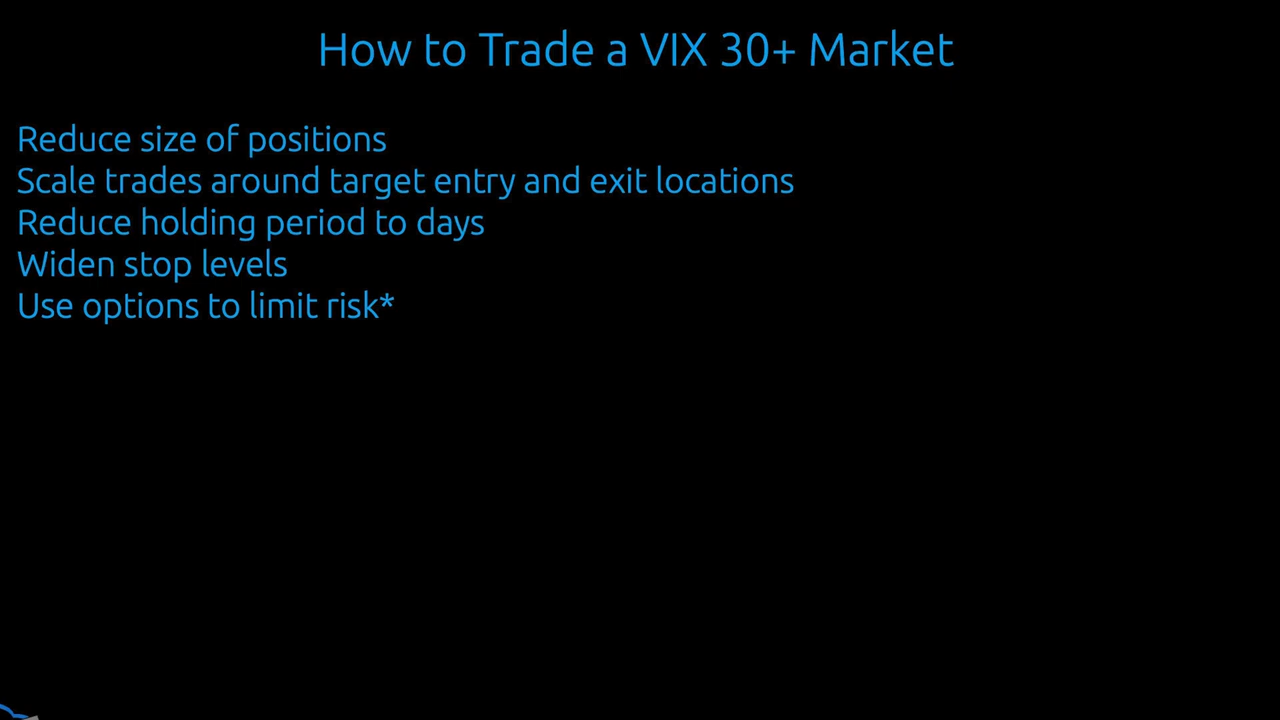 How to Trade a VIX 30+ Market
Reduce size of positions
Scale trades around target entry and exit locations
Reduce holding period to days
Widen stop levels
Use options to limit risk*